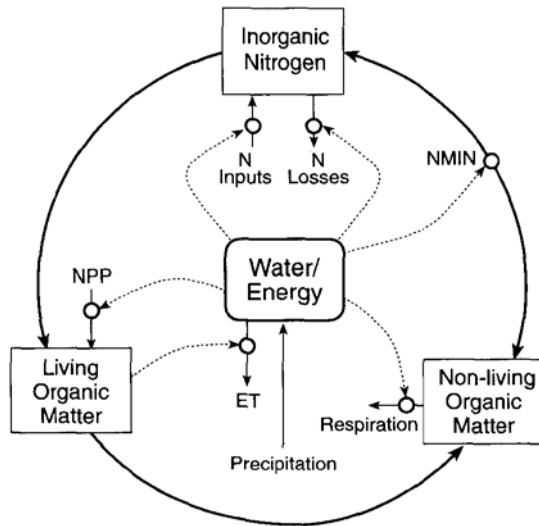 Inorganic
Nitrogen
N
Inputs
N
Losses
NMIN
Water/
Energy
NPP
Living
Organic
Matter
ET
Respiration
Non-living
Organic
Matter
Precipitation